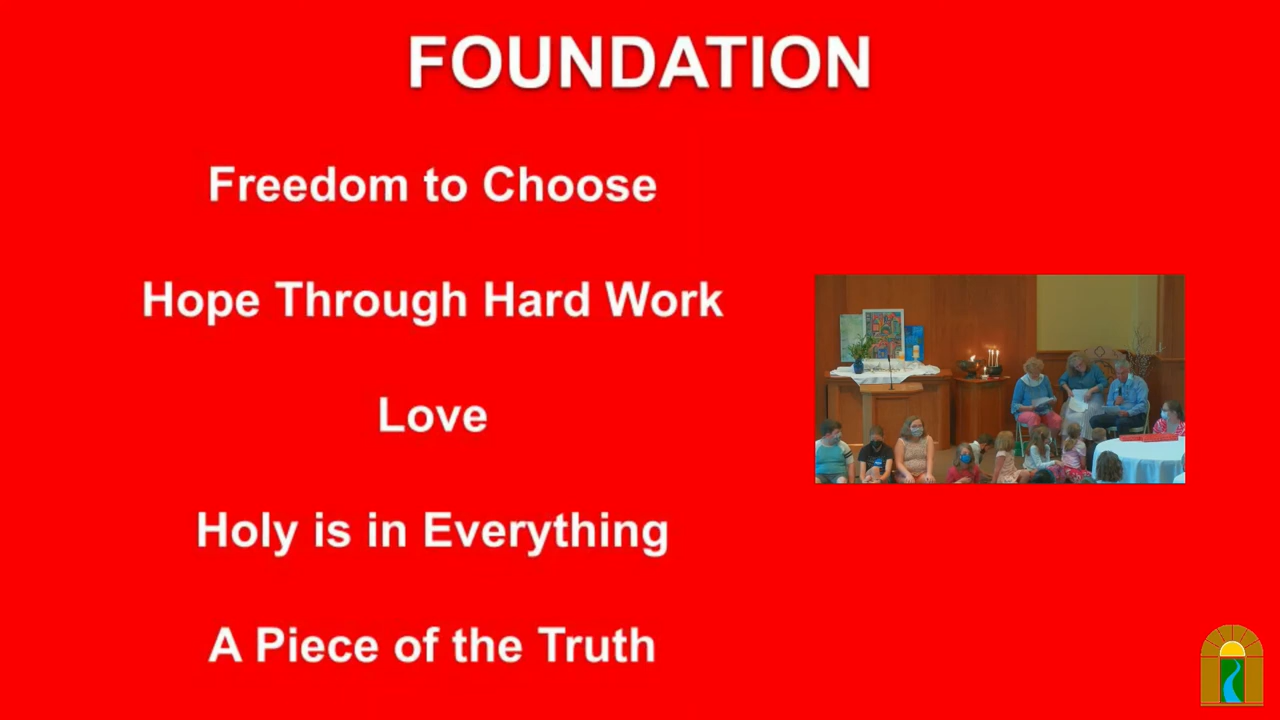 FOUNDATION
Freedom to Choose
Hope Through Hard Work
Love
Holy is in Everything
A Piece of the Truth